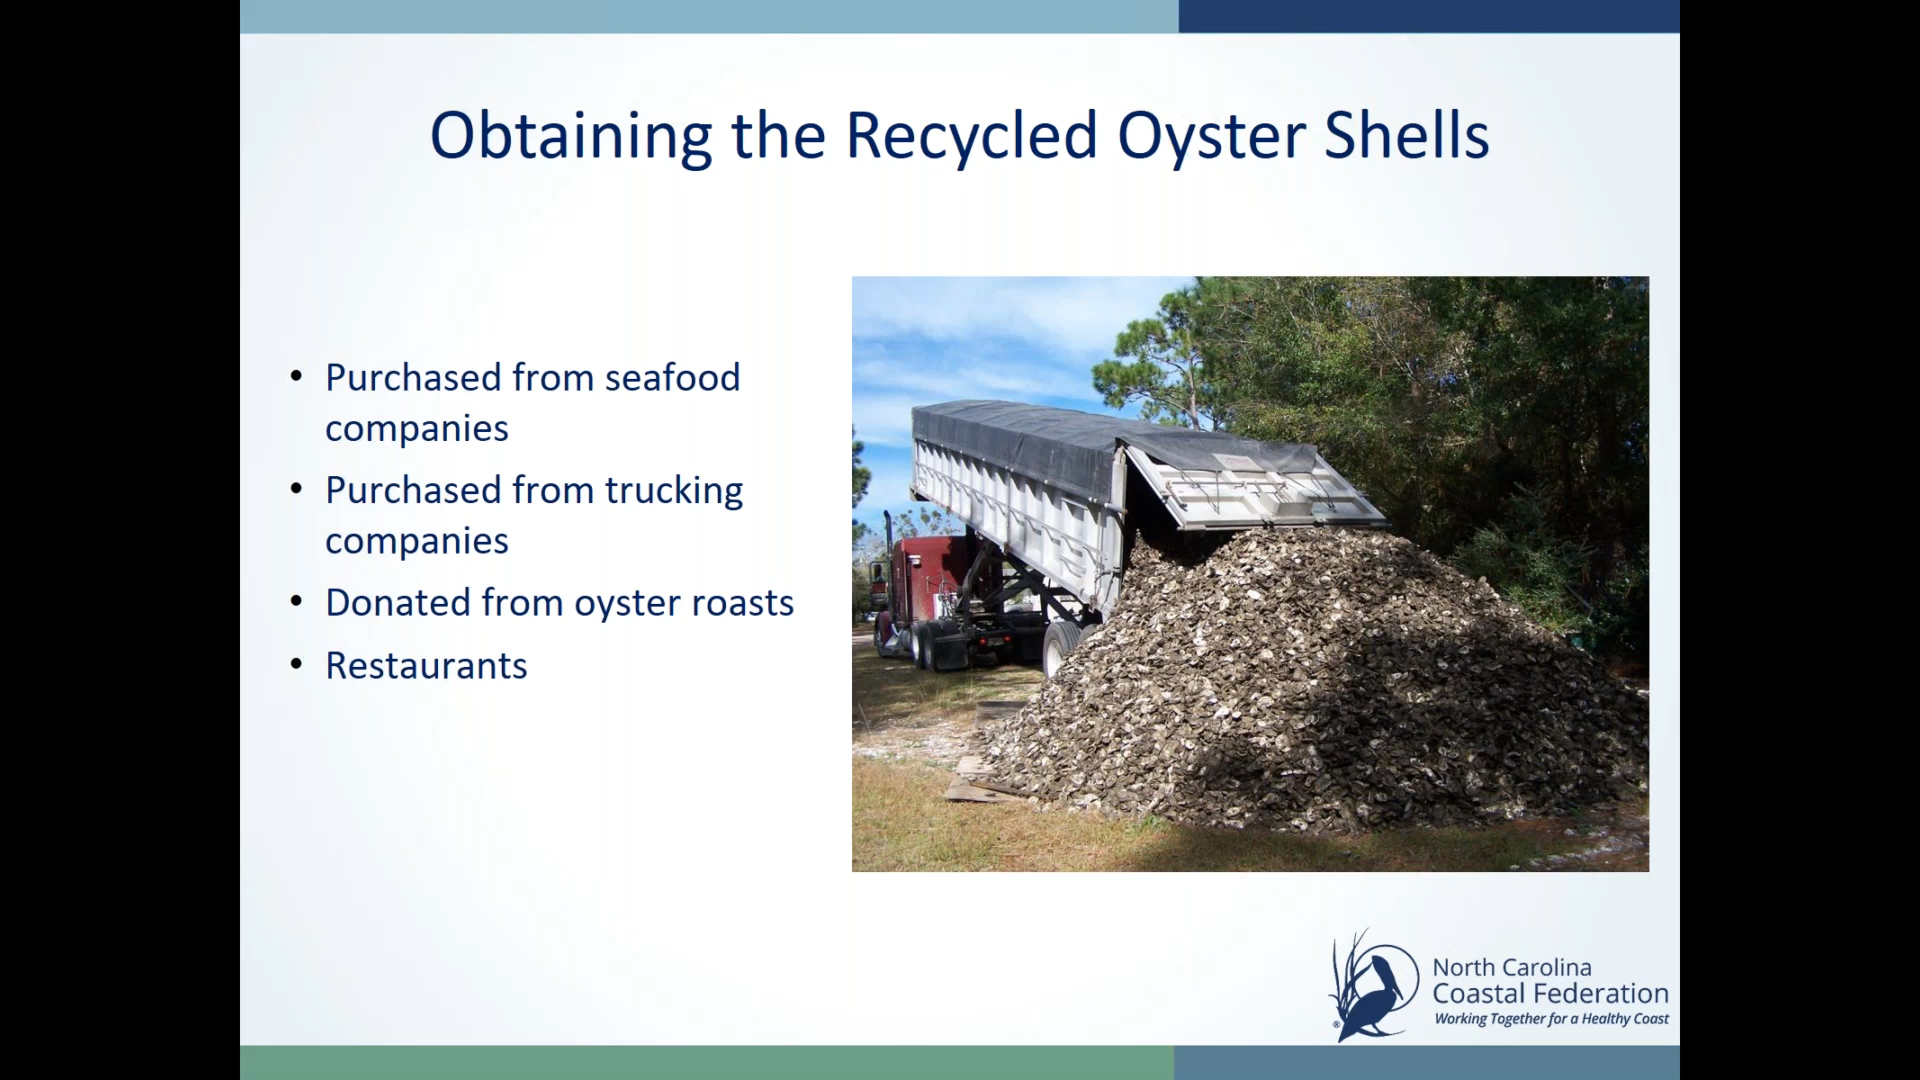 Obtaining the Recycled Oyster Shells
• Purchased from seafood
companies
• Purchased from trucking
companies
• Donated from oyster roasts
• Restaurants
North Carolina
Coastal Federation
® Working Together for a Healthy Coast